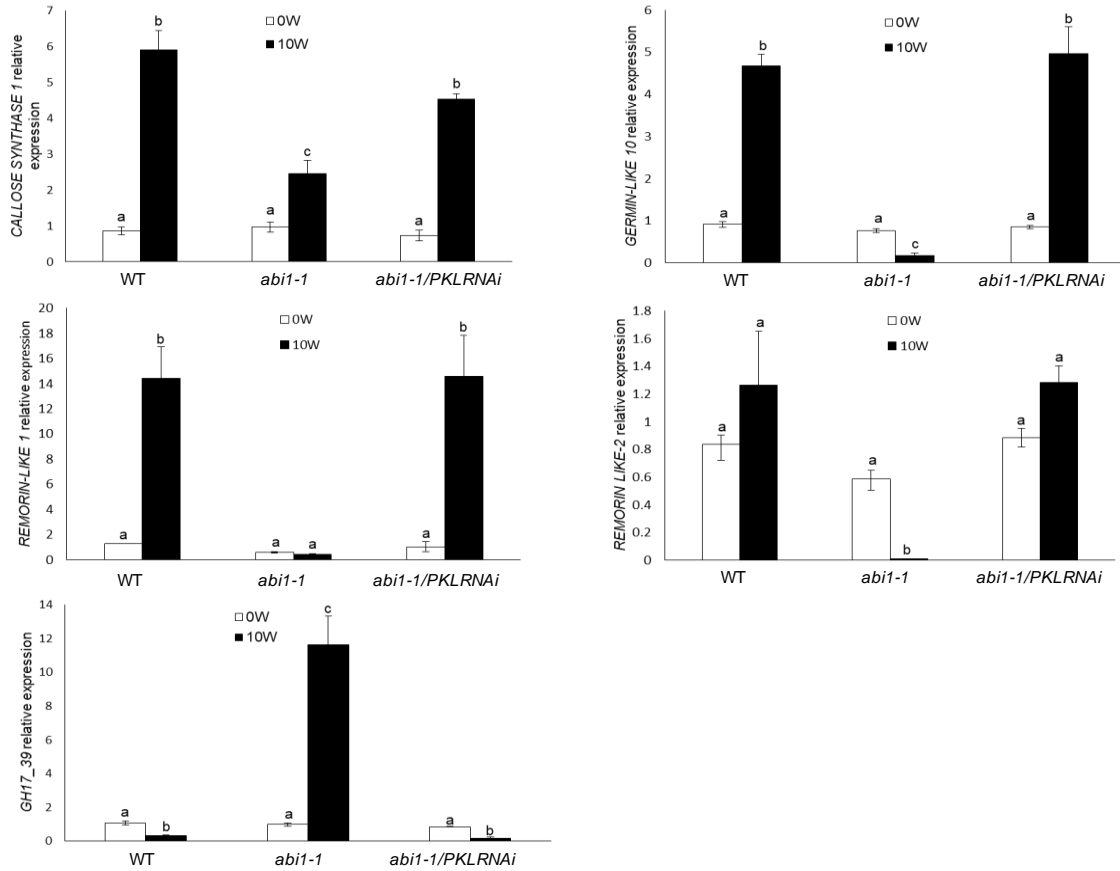 CALLOSE SYNTHASE 1 relative
expression
7
6
5
4
3
2
1
0
0W
10W
a
b
a
c
a
b
WT
abi1-1
abi1-1/PKLRNAi
GERMIN-LIKE 10 relative expression
6
5
4
3
2
1
0
0W
10W
a
b
a
c
a
b
WT
abi1-1
abi1-1/PKLRNAi
REMORIN-LIKE 1 relative expression
20
18
16
14
12
10
8
6
4
2
0
0W
10W
a
b
a
a
a
b
WT
abi1-1
abi1-1/PKLRNAi
REMORIN LIKE-2 relative expression
1.8
1.6
1.4
1.2
1
0.8
0.6
0.4
0.2
0
0W
10W
a
a
a
b
a
a
WT
abi1-1
abi1-1/PKLRNAi
GH17_39 relative expression
14
12
10
8
6
4
2
0
0W
10W
a
b
a
c
a
b
WT
abi1-1
abi1-1/PKLRNAi